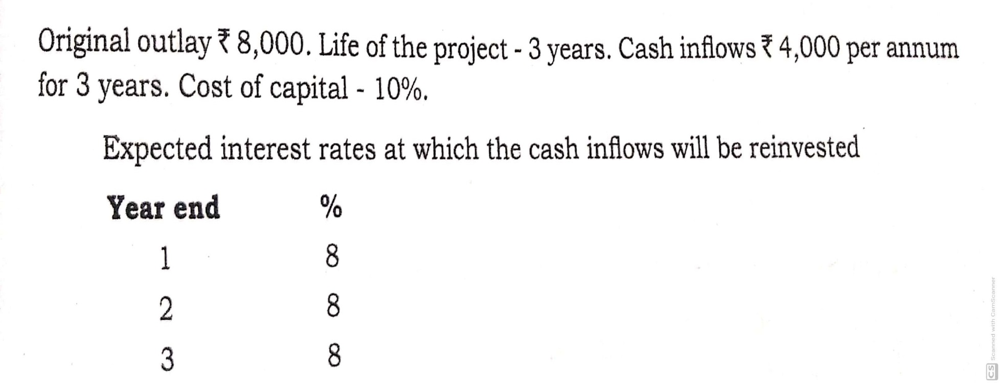 Original outlay ₹ 8,000. Life of the project - 3 years. Cash inflows ₹ 4,000 per annum
for 3 years. Cost of capital - 10%.
Expected interest rates at which the cash inflows will be reinvested
Year end %
1 8
2 8
3 8
CS Scanned with CamScanner